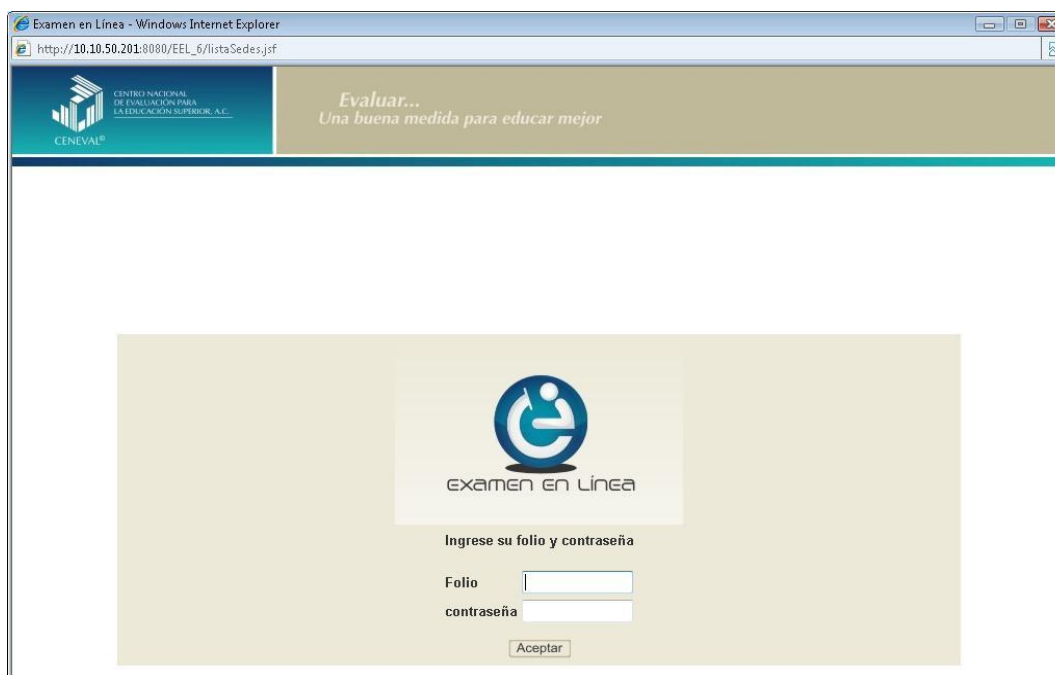 Examen en Línea - Windows Internet Explorer
http://10.10.50.201:8080/EEL_6/listaSedes.jsf
CENTRO NACIONAL
DE EVALUACIÓN PARA
LA EDUCACIÓN SUPERIOR, A.C.
CENEVAL®
Evaluar...
Una buena medida para educar mejor
examen en Línea
Ingrese su folio y contraseña
Folio
contraseña
Aceptar